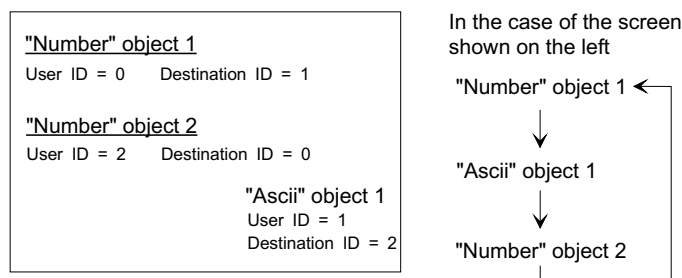 "Number" object 1
User ID = 0 Destination ID = 1
"Number" object 2
User ID = 2 Destination ID = 0
"Ascii" object 1
User ID = 1
Destination ID = 2
In the case of the screen
shown on the left
"Number" object 1
"Ascii" object 1
"Number" object 2